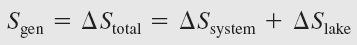 S_gen = ΔS_total = ΔS_system + ΔS_lake